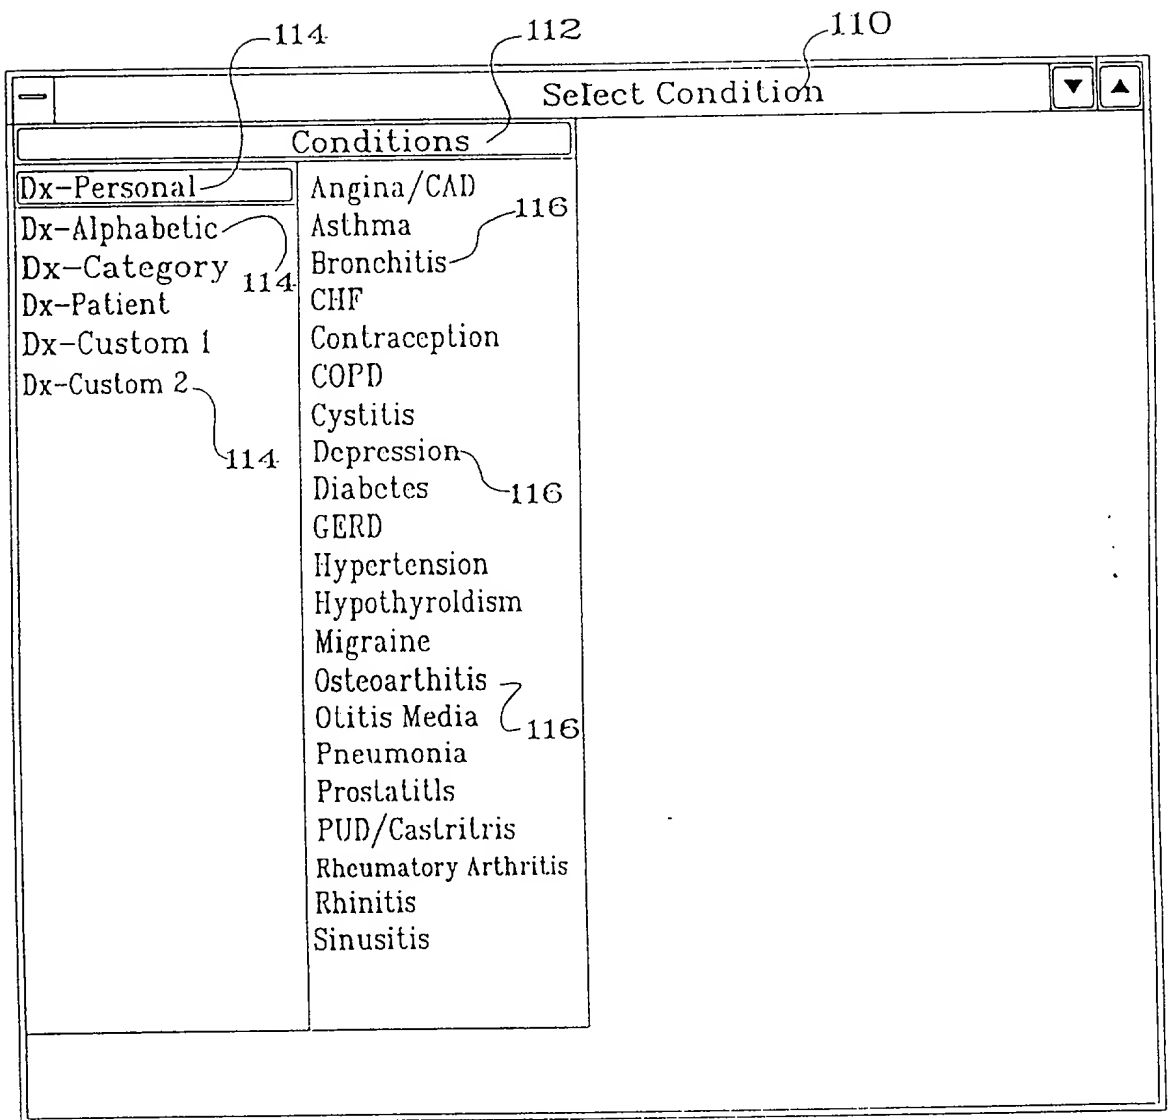 114 112 110
Select Condition
Conditions
Dx-Personal
Dx-Alphabetic
114
Dx-Category
Dx-Patient
Dx-Custom 1
Dx-Custom 2
114
Angina/CAD
116
Asthma
Bronchitis
CHF
Contraception
COPD
Cystitis
Depression
116
Diabetes
GERD
Hypertension
Hypothyroldism
Migraine
Osteoarthitis
116
Otitis Media
Pneumonia
Prostatitls
PUD/Castritris
Rheumatory Arthritis
Rhinitis
Sinusitis